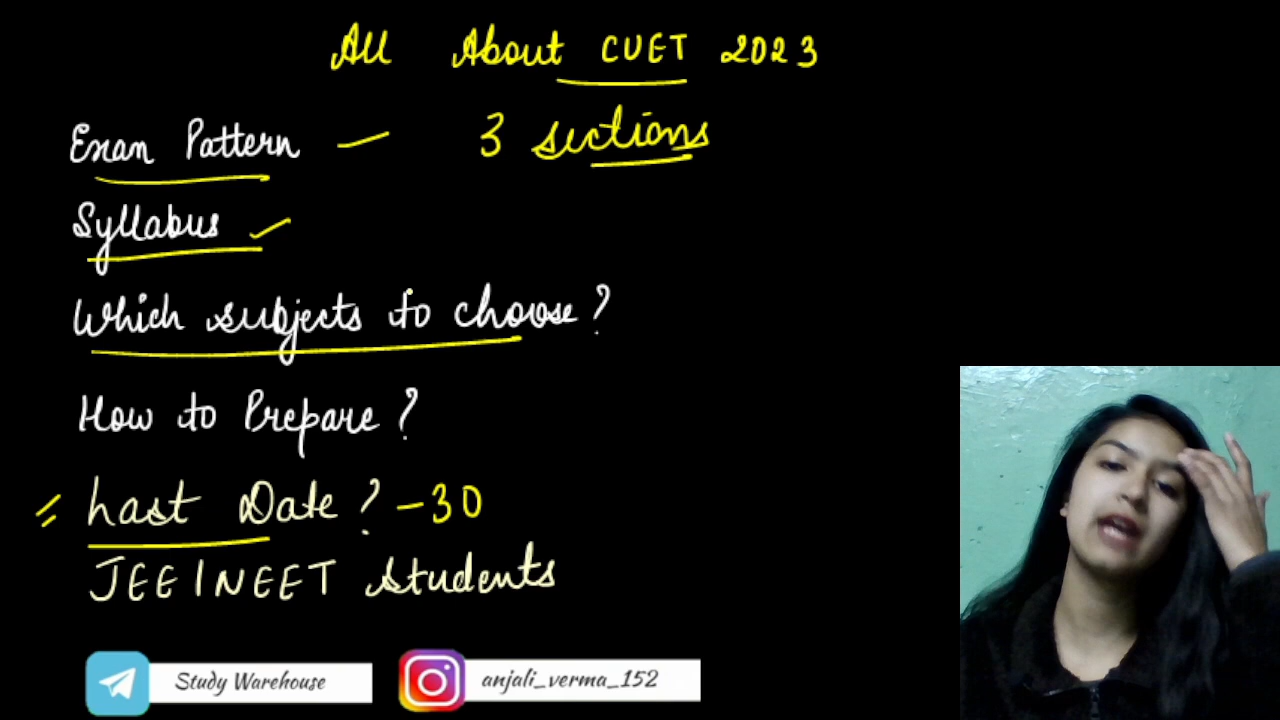 All About CUET 2023
Exam Pattern — 3 sections
Syllabus
Which subjects to choose?
How to Prepare?
Last Date? - 30
JEE/NEET Students
Study Warehouse
anjali_verma_152